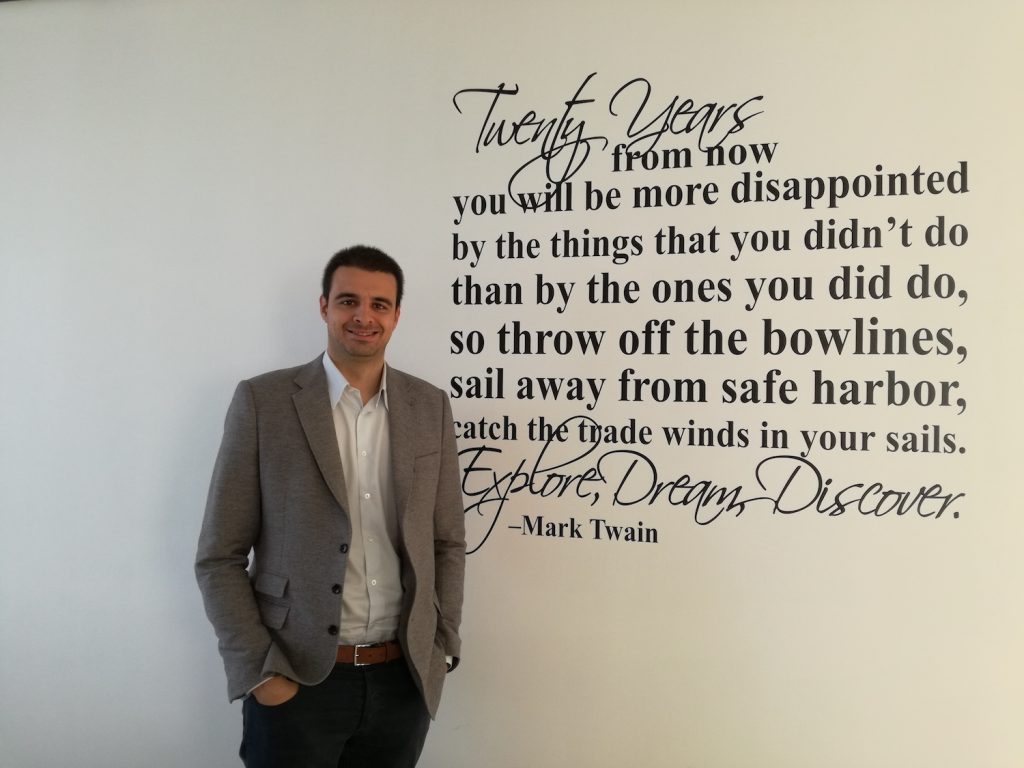 Twenty Years
from now
you will be more disappointed
by the things that you didn't do
than by the ones you did do,
so throw off the bowlines,
sail away from safe harbor,
catch the trade winds in your sails.
Explore, Dream, Discover.
–Mark Twain